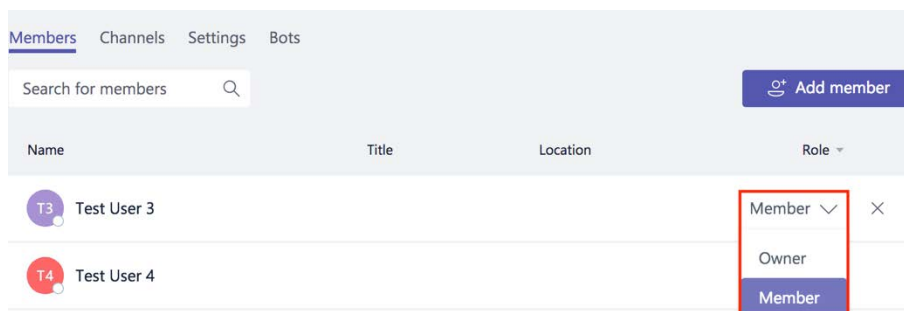 Members Channels Settings Bots
Search for members
Add member
Name Title Location Role
T3 Test User 3 Member
Owner
T4 Test User 4
Member